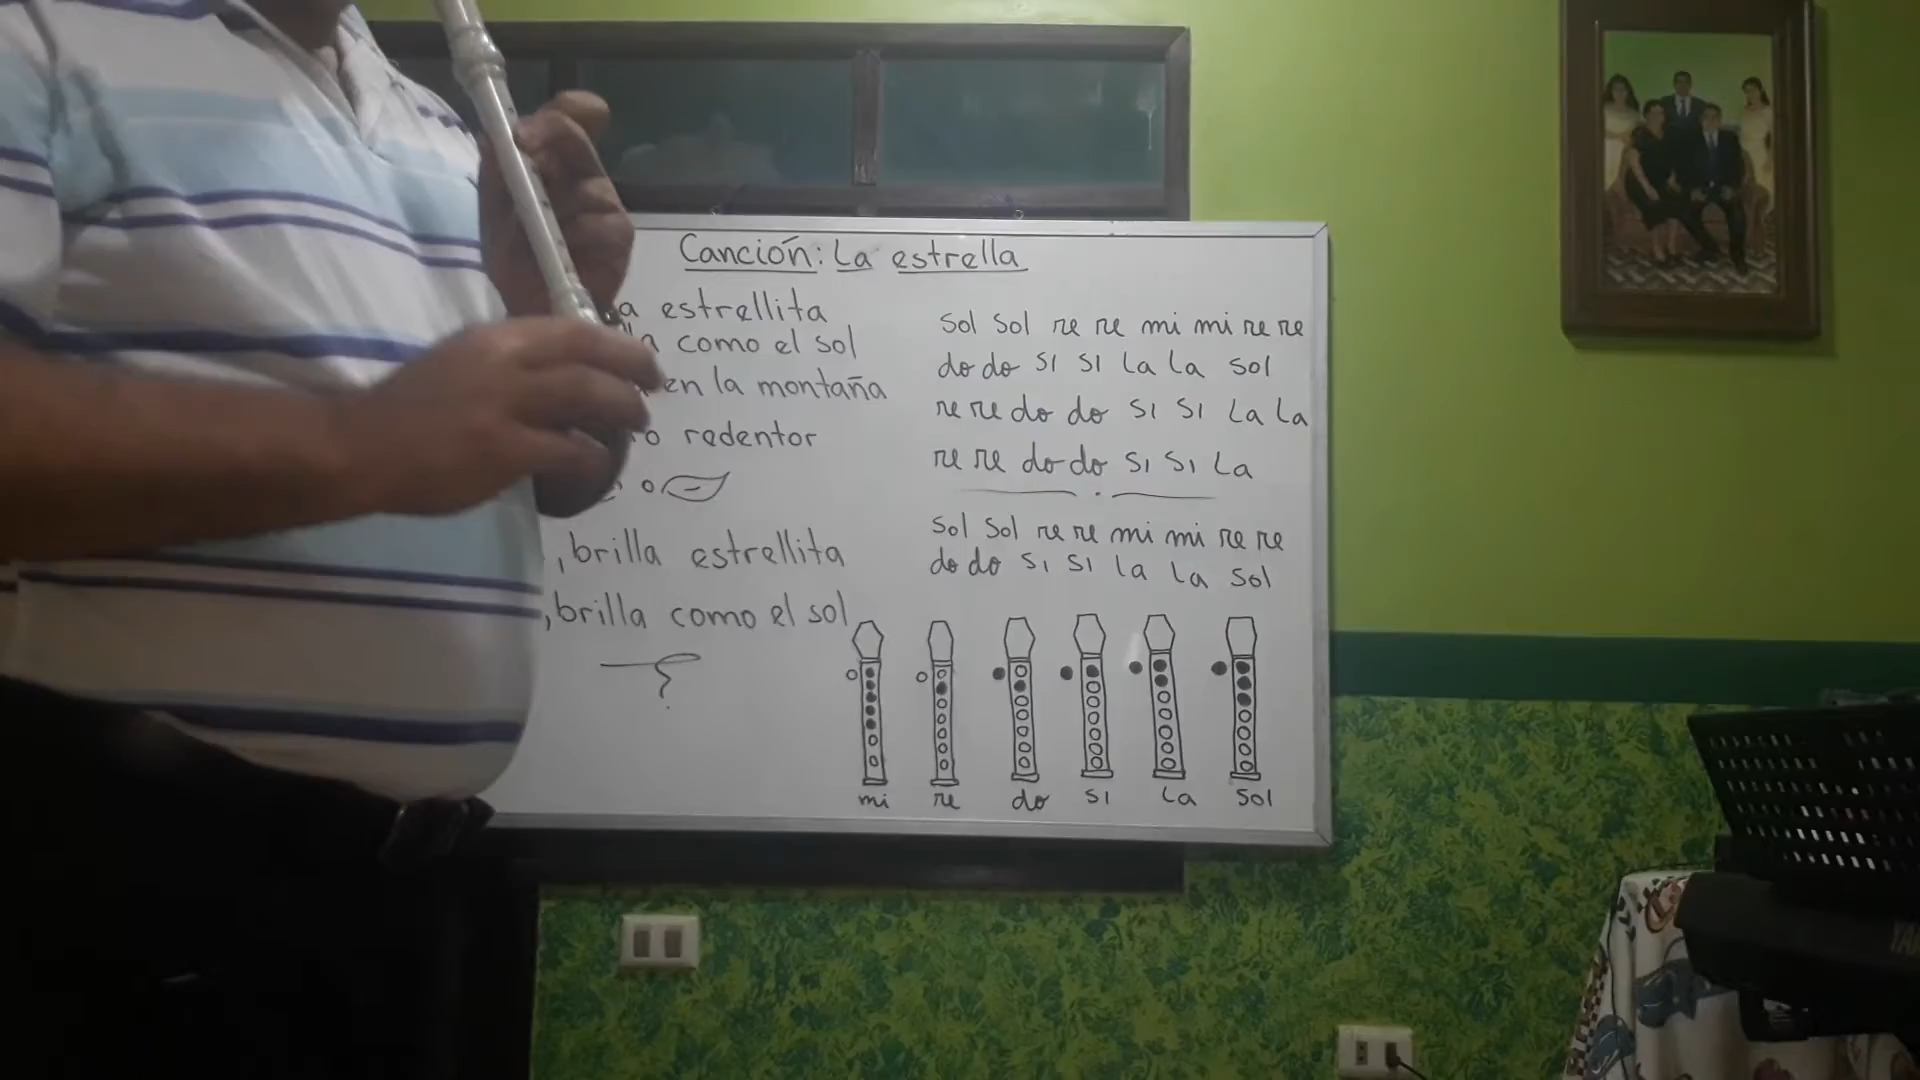 Canción: La estrella
estrellita
como el sol
en la montaña
redentor
, brilla estrellita
, brilla como el sol
sol sol re re mi mi re re
do do si si la la sol
re re do do si si la la
re re do do si si la
sol sol re re mi mi re re
do do si si la la sol
mi re do si la sol